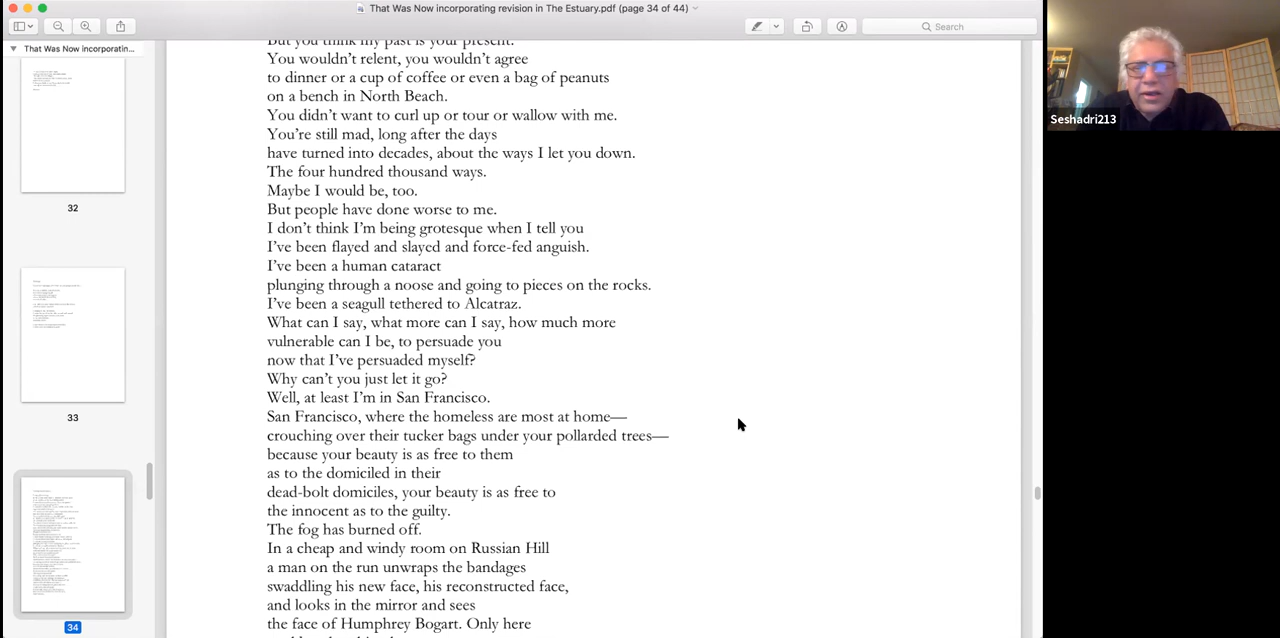 That Was Now incorporating revision in The Estuary.pdf (page 34 of 44)
Search
That Was Now incorporatin...
32
33
34
But you think my past is your present.
You wouldn't relent, you wouldn't agree
to dinner or a cup of coffee or even a bag of peanuts
on a bench in North Beach.
You didn't want to curl up or tour or wallow with me.
You're still mad, long after the days
have turned into decades, about the ways I let you down.
The four hundred thousand ways.
Maybe I would be, too.
But people have done worse to me.
I don't think I'm being grotesque when I tell you
I've been flayed and slayed and force-fed anguish.
I've been a human cataract
plunging through a noose and going to pieces on the rocks.
I've been a seagull tethered to Alcatraz.
What can I say, what more can I say, how much more
vulnerable can I be, to persuade you
now that I've persuaded myself?
Why can't you just let it go?
Well, at least I'm in San Francisco.
San Francisco, where the homeless are most at home—
crouching over their tucker bags under your pollarded trees—
because your beauty is as free to them
as to the domiciled in their
dead-bolt domiciles, your beauty is as free to
the innocent as to the guilty.
The fog has burned off.
In a cheap and windy room on Russian Hill
a man on the run unwraps the bandages
swaddling his new face, his reconstructed face,
and looks in the mirror and sees
the face of Humphrey Bogart. Only here
Seshadri213